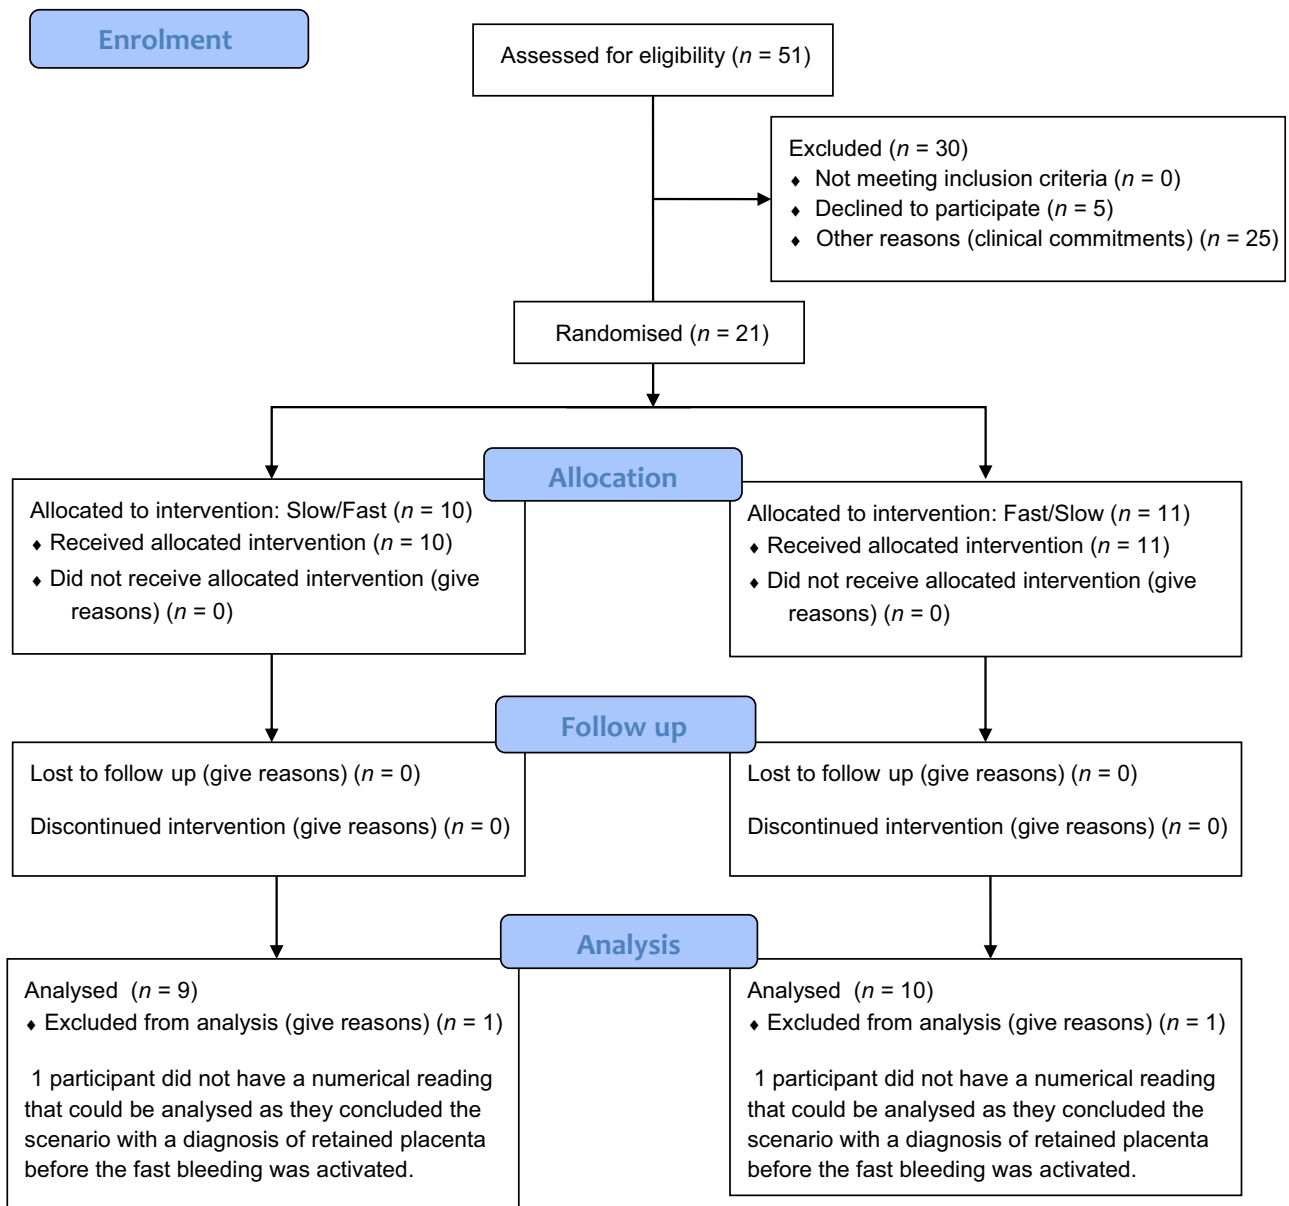 Enrolment
Assessed for eligibility (n = 51)
Excluded (n = 30)
♦ Not meeting inclusion criteria (n = 0)
♦ Declined to participate (n = 5)
♦ Other reasons (clinical commitments) (n = 25)
Randomised (n = 21)
Allocation
Allocated to intervention: Slow/Fast (n = 10)
♦ Received allocated intervention (n = 10)
♦ Did not receive allocated intervention (give
reasons) (n = 0)
Allocated to intervention: Fast/Slow (n = 11)
♦ Received allocated intervention (n = 11)
♦ Did not receive allocated intervention (give
reasons) (n = 0)
Follow up
Lost to follow up (give reasons) (n = 0)
Discontinued intervention (give reasons) (n = 0)
Lost to follow up (give reasons) (n = 0)
Discontinued intervention (give reasons) (n = 0)
Analysis
Analysed (n = 9)
♦ Excluded from analysis (give reasons) (n = 1)
1 participant did not have a numerical reading
that could be analysed as they concluded the
scenario with a diagnosis of retained placenta
before the fast bleeding was activated.
Analysed (n = 10)
♦ Excluded from analysis (give reasons) (n = 1)
1 participant did not have a numerical reading
that could be analysed as they concluded the
scenario with a diagnosis of retained placenta
before the fast bleeding was activated.